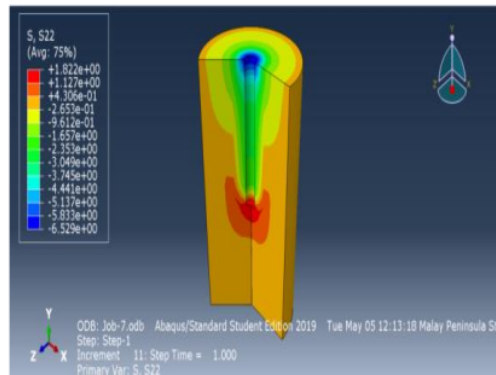 S, S22
(Avg: 75%)
+1.822e+00
+1.127e+00
+4.306e-01
-2.653e-01
-9.612e-01
-1.657e+00
-2.353e+00
-3.049e+00
-3.745e+00
-4.441e+00
-5.137e+00
-5.833e+00
-6.529e+00
Y
Z
X
ODB: Job-7.odb Abaqus/Standard Student Edition 2019 Tue May 05 12:13:18 Malay Peninsula St
Step: Step-1
Increment 11: Step Time = 1.000
Primary Var: S, S22